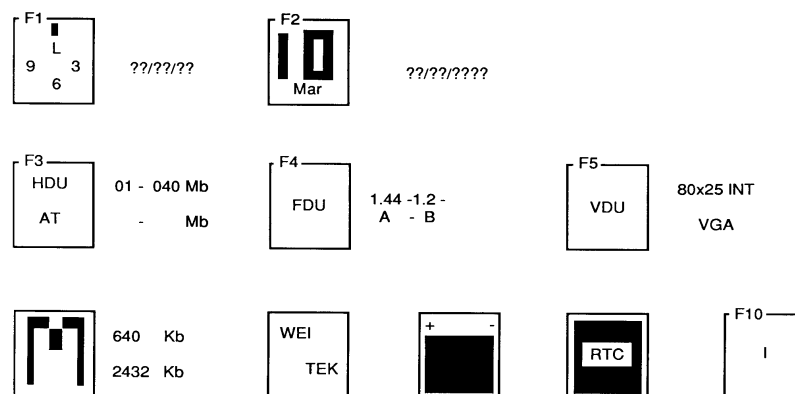 F1
L
9 3
6
??/??/??
F2
10
Mar
??/??/????
F3
HDU
AT
01 - 040 Mb
- Mb
F4
FDU
1.44 -1.2 -
A - B
F5
VDU
80x25 INT
VGA
M
640 Kb
2432 Kb
WEI
TEK
+ -
RTC
F10
I